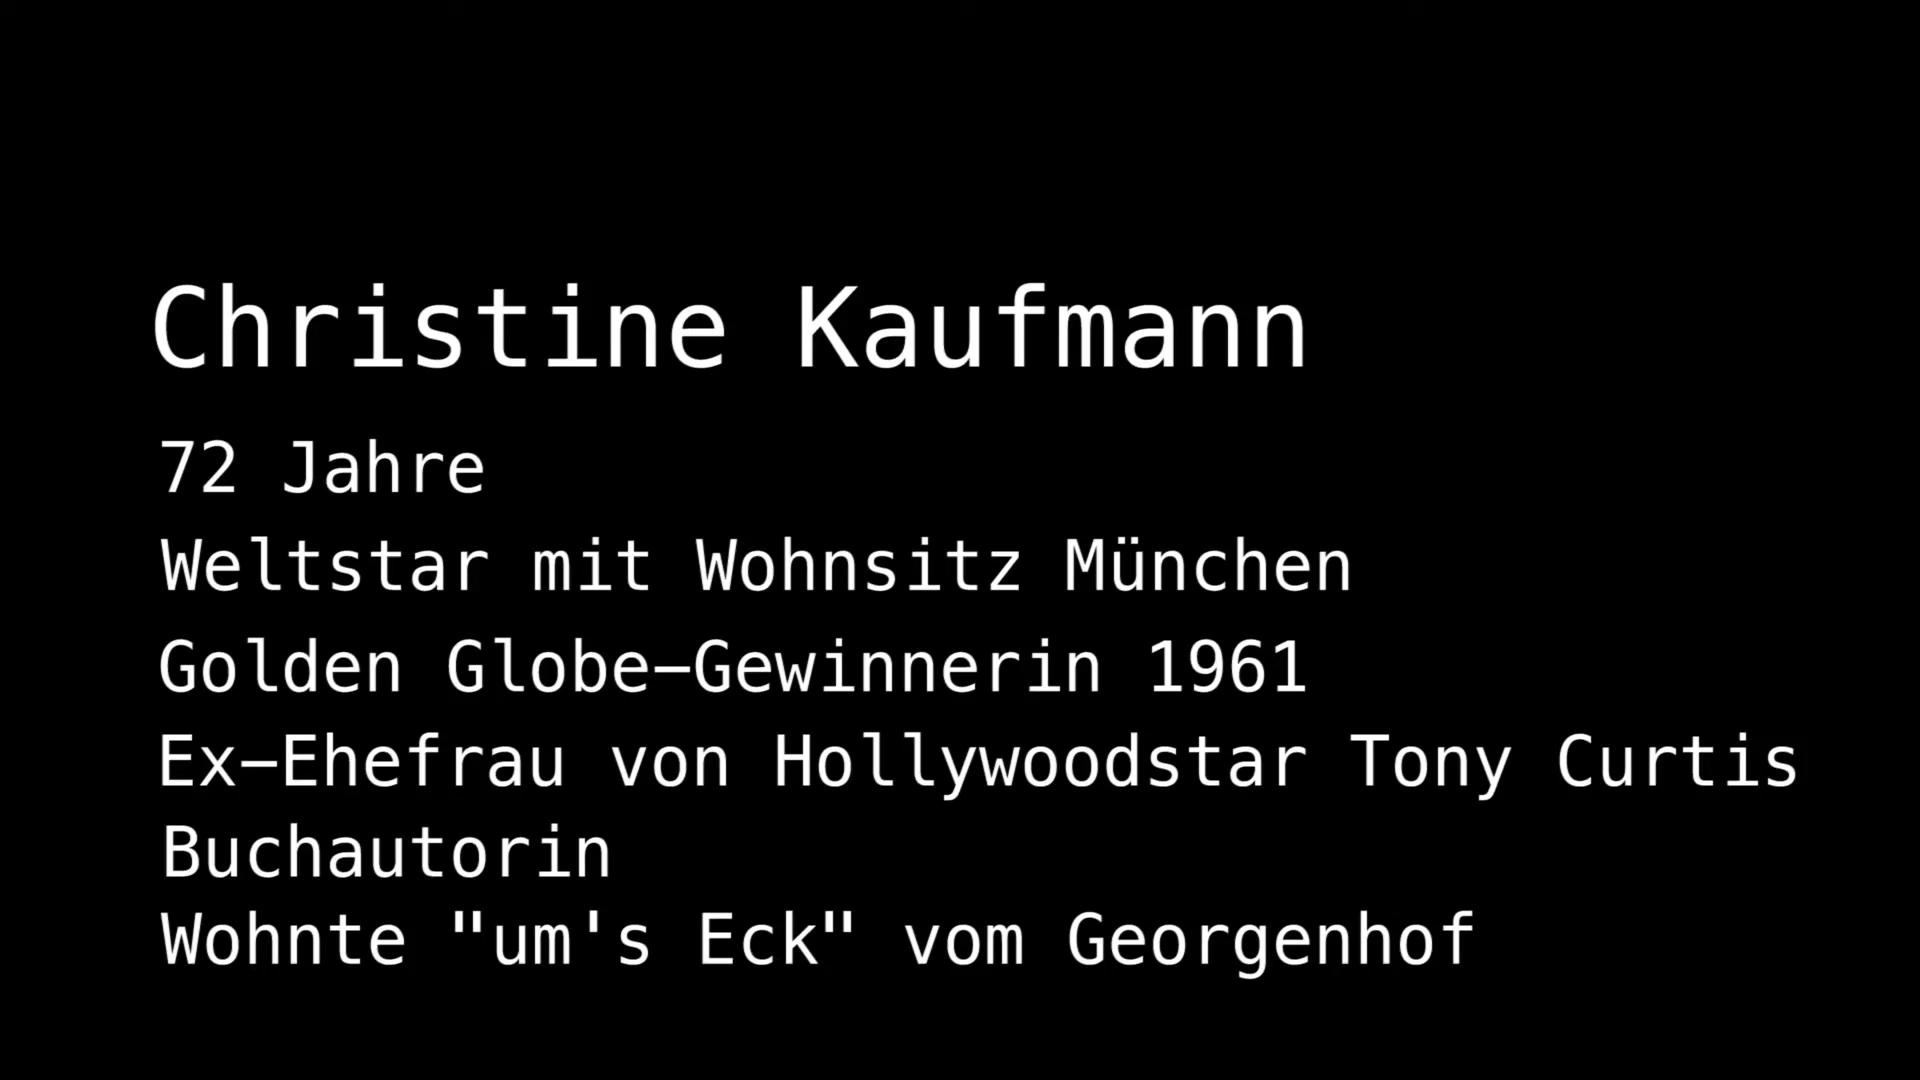 Christine Kaufmann
72 Jahre
Weltstar mit Wohnsitz München
Golden Globe-Gewinnerin 1961
Ex-Ehefrau von Hollywoodstar Tony Curtis
Buchautorin
Wohnte "um's Eck" vom Georgenhof